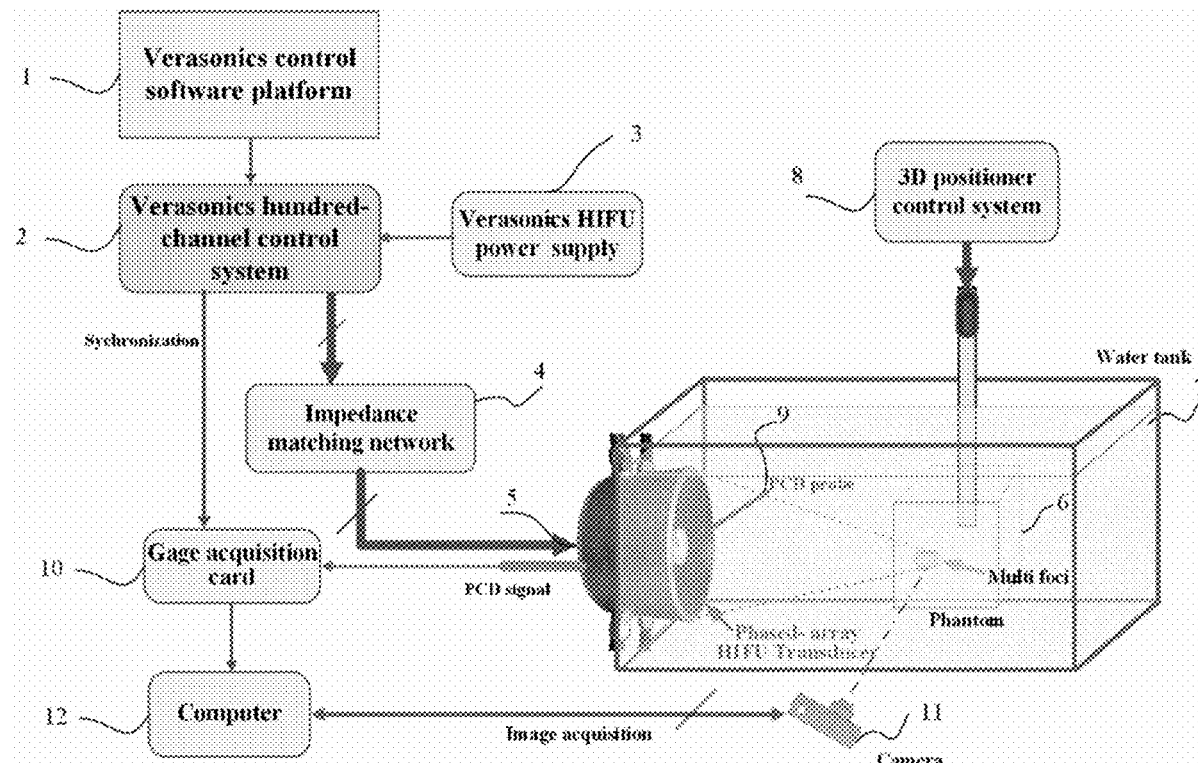 1
Verasonics control
software platform
3
8
3D positioner
control system
2
Verasonics hundred-
channel control
system
Verasonics HIFU
power supply
Sychronization
Water tank
4
Impedance
matching network
9
PCD probe
5
6
10
Gage acquisition
card
PCD signal
Multi foci
Phantom
Phased- array
HIFU Transducer
12
Computer
Image acquisition
11
Camera